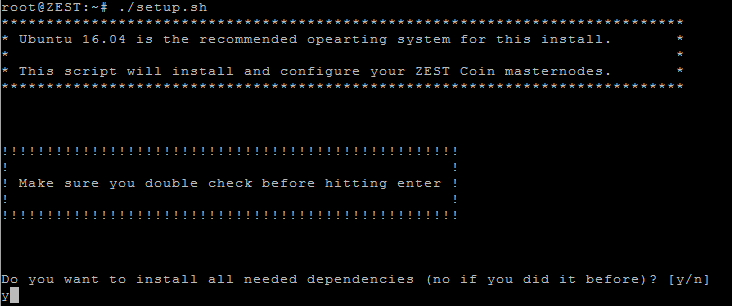 root@ZEST:~# ./setup.sh
****************************************************************************
* Ubuntu 16.04 is the recommended opearting system for this install.       *
*                                                                          *
* This script will install and configure your ZEST Coin masternodes.       *
****************************************************************************
!!!!!!!!!!!!!!!!!!!!!!!!!!!!!!!!!!!!!!!!!!!!!!!!!!!
!                                                 !
! Make sure you double check before hitting enter !
!                                                 !
!!!!!!!!!!!!!!!!!!!!!!!!!!!!!!!!!!!!!!!!!!!!!!!!!!!
Do you want to install all needed dependencies (no if you did it before)? [y/n]
y